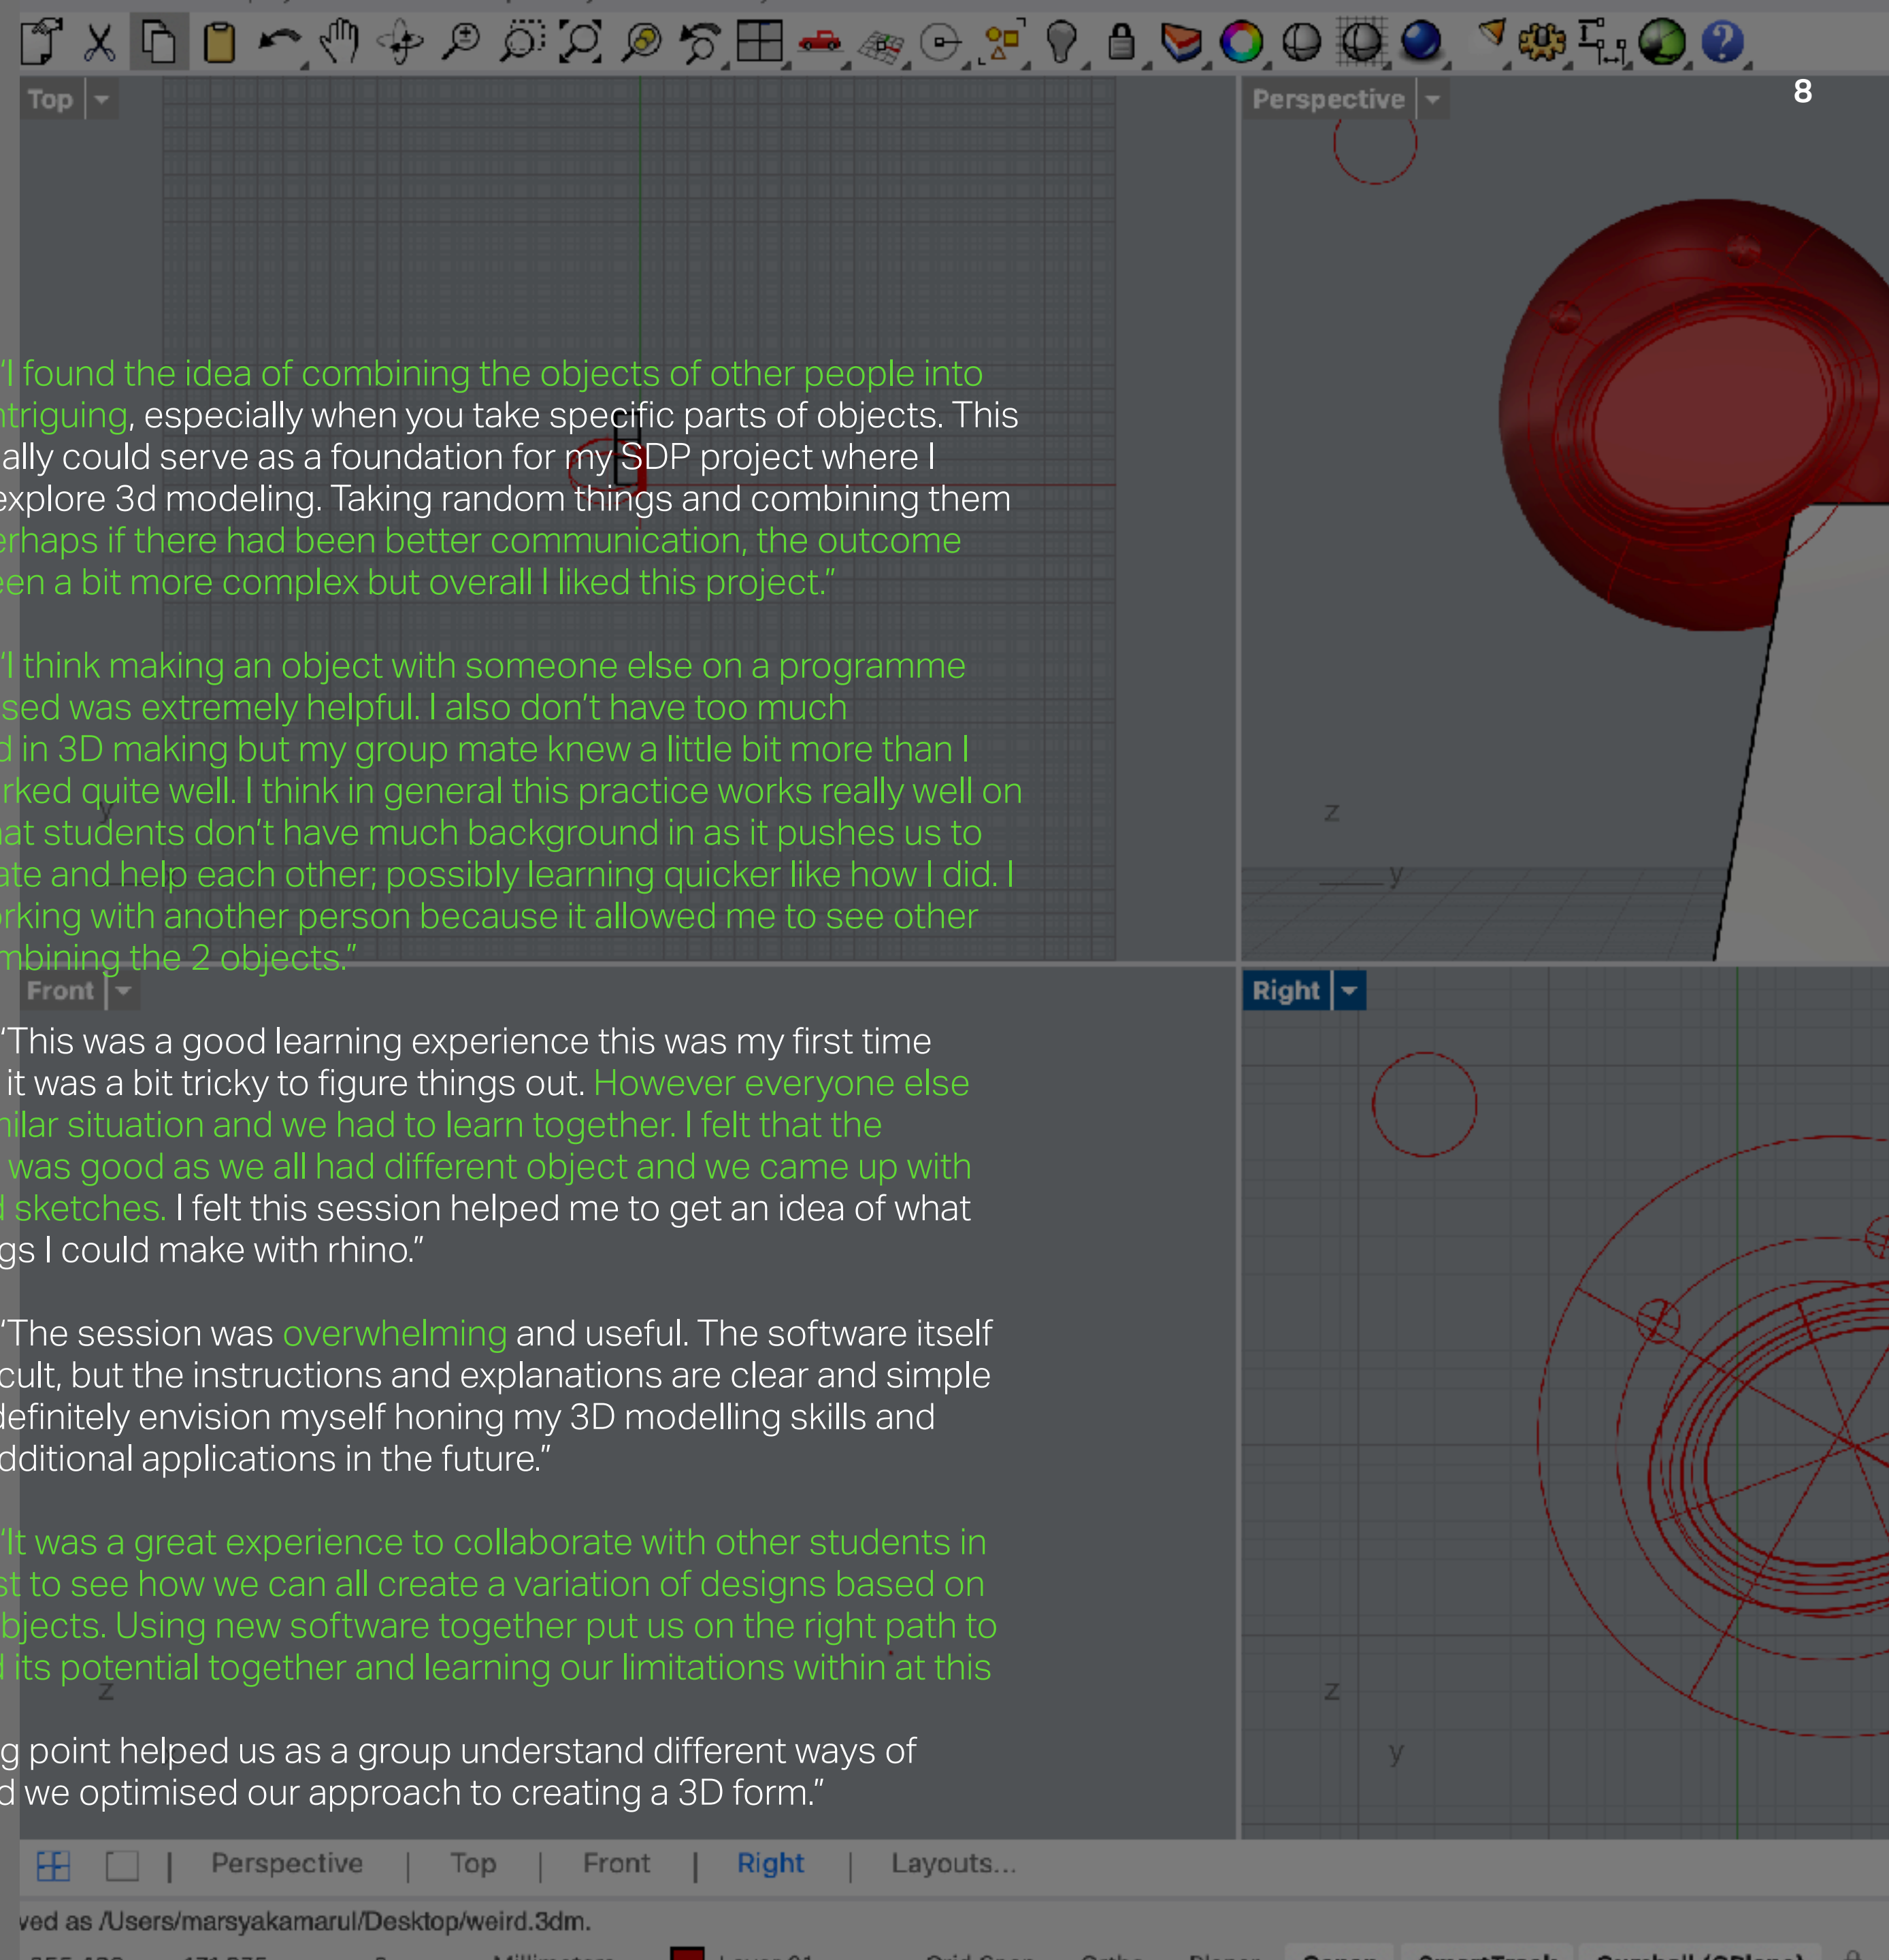 8
Top
Perspective
“I found the idea of combining the objects of other people into
ntriguing, especially when you take specific parts of objects. This
ally could serve as a foundation for my SDP project where I
explore 3d modeling. Taking random things and combining them
erhaps if there had been better communication, the outcome
een a bit more complex but overall I liked this project.”
“I think making an object with someone else on a programme
sed was extremely helpful. I also don’t have too much
d in 3D making but my group mate knew a little bit more than I
rked quite well. I think in general this practice works really well on
at students don’t have much background in as it pushes us to
ate and help each other; possibly learning quicker like how I did. I
rking with another person because it allowed me to see other
mbining the 2 objects.”
y
z
y
Front
Right
“This was a good learning experience this was my first time
it was a bit tricky to figure things out. However everyone else
milar situation and we had to learn together. I felt that the
was good as we all had different object and we came up with
d sketches. I felt this session helped me to get an idea of what
gs I could make with rhino.”
“The session was overwhelming and useful. The software itself
cult, but the instructions and explanations are clear and simple
definitely envision myself honing my 3D modelling skills and
dditional applications in the future.”
“It was a great experience to collaborate with other students in
st to see how we can all create a variation of designs based on
bjects. Using new software together put us on the right path to
d its potential together and learning our limitations within at this
z
z
g point helped us as a group understand different ways of
d we optimised our approach to creating a 3D form.”
y
Perspective | Top | Front | Right | Layouts...
ved as /Users/marsyakamarul/Desktop/weird.3dm.